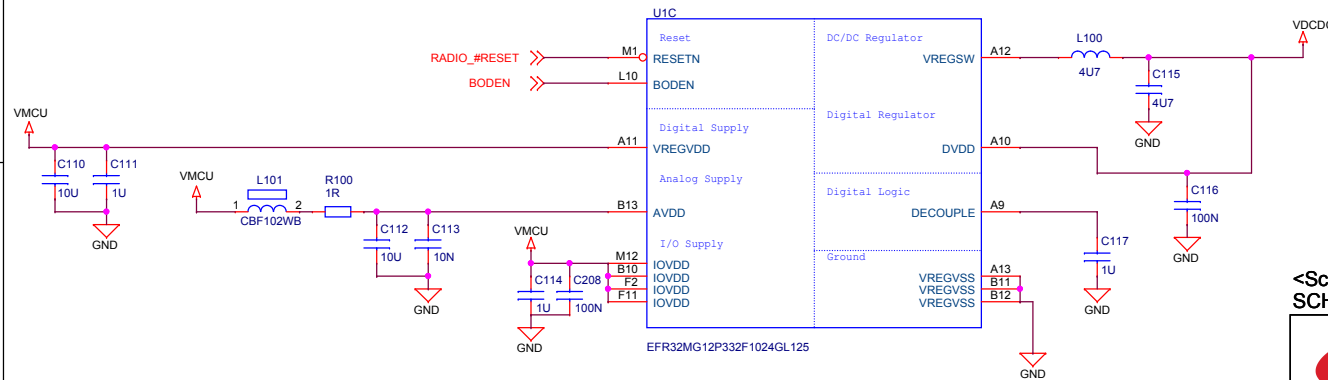 U1C
VDCD
Reset
DC/DC Regulator
L100
RADIO_#RESET
M1
RESETN
VREGSW
A12
4U7
C115
4U7
BODEN
L10
BODEN
GND
VMCU
Digital Supply
Digital Regulator
A11
VREGVDD
DVDD
A10
C110
10U
C111
1U
GND
VMCU
L101
1
2
CBF102WB
R100
1R
Analog Supply
Digital Logic
C116
100N
GND
B13
AVDD
DECOUPLE
A9
C112
10U
C113
10N
GND
C117
1U
GND
VMCU
I/O Supply
Ground
M12
IOVDD
B10
IOVDD
F2
IOVDD
F11
IOVDD
C114
1U
C208
100N
GND
VREGVSS
A13
VREGVSS
B11
VREGVSS
B12
GND
EFR32MG12P332F1024GL125
<Sc
SCH